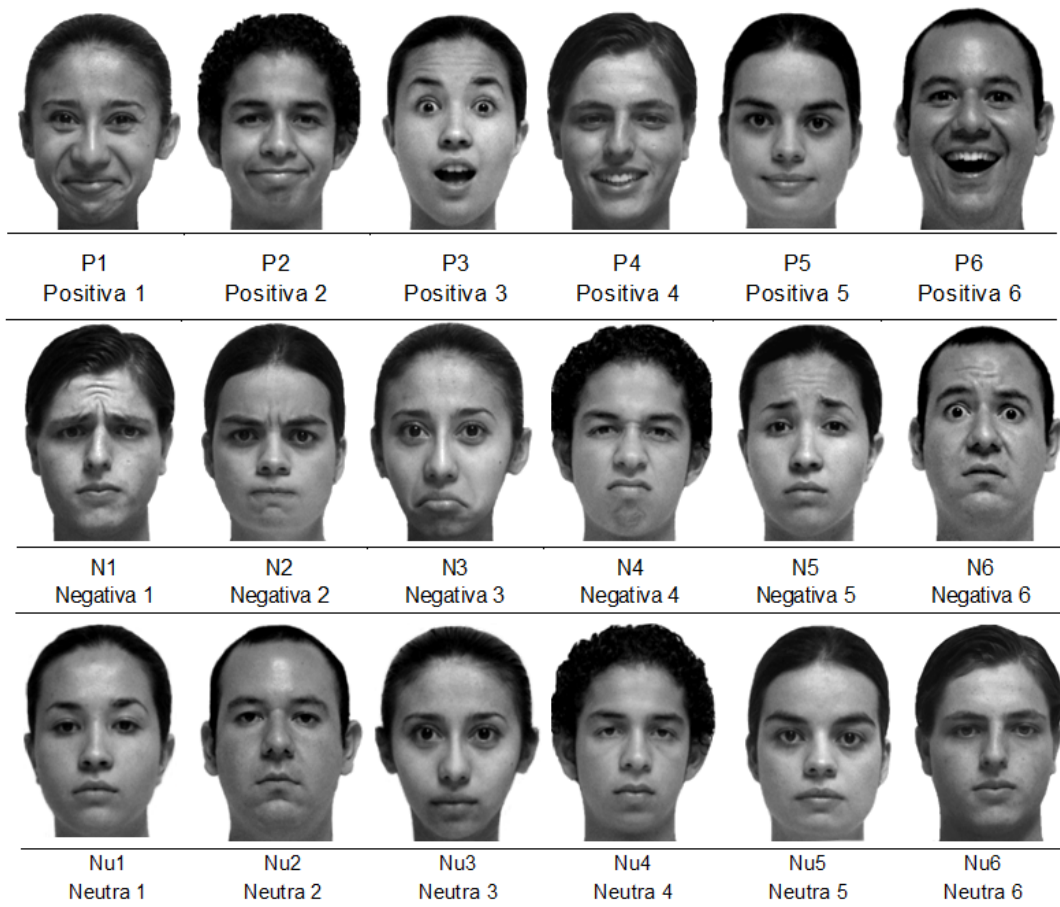 P1 P2 P3 P4 P5 P6
Positiva 1 Positiva 2 Positiva 3 Positiva 4 Positiva 5 Positiva 6
N1 N2 N3 N4 N5 N6
Negativa 1 Negativa 2 Negativa 3 Negativa 4 Negativa 5 Negativa 6
Nu1 Nu2 Nu3 Nu4 Nu5 Nu6
Neutra 1 Neutra 2 Neutra 3 Neutra 4 Neutra 5 Neutra 6